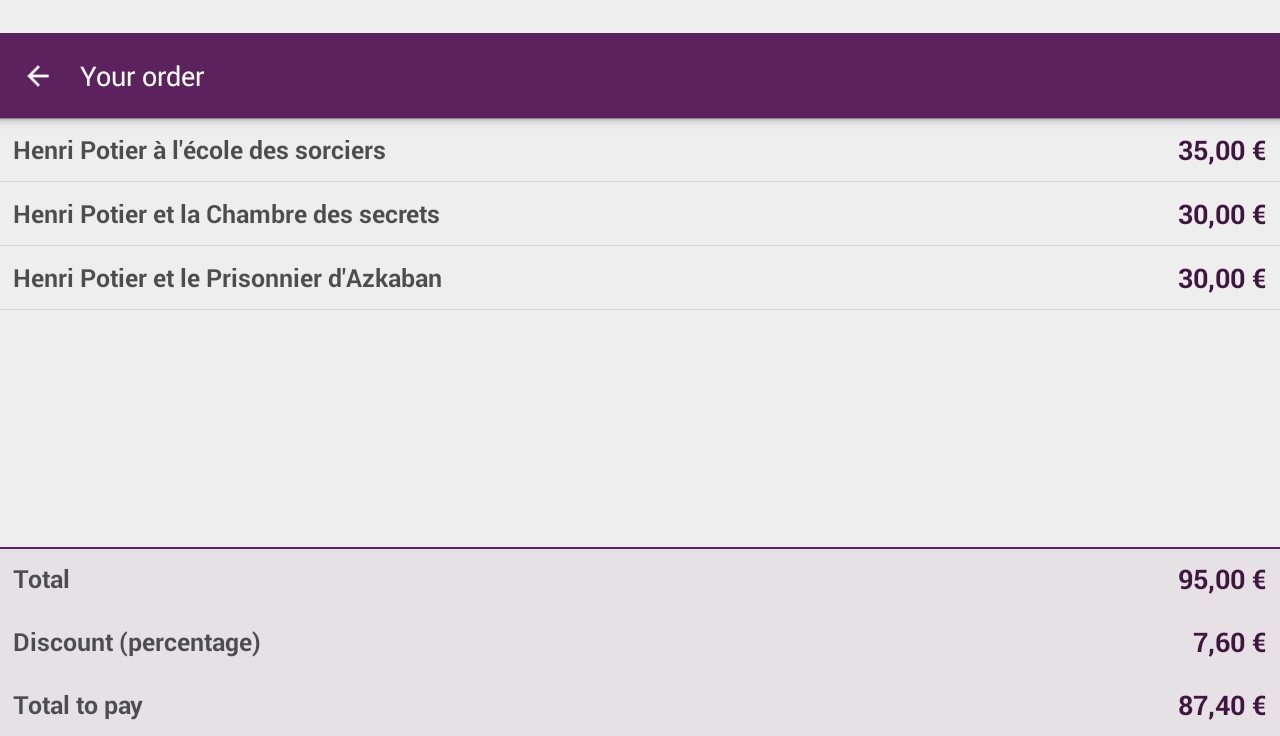 Your order
Henri Potier à l'école des sorciers 35,00 €
Henri Potier et la Chambre des secrets 30,00 €
Henri Potier et le Prisonnier d'Azkaban 30,00 €
Total 95,00 €
Discount (percentage) 7,60 €
Total to pay 87,40 €